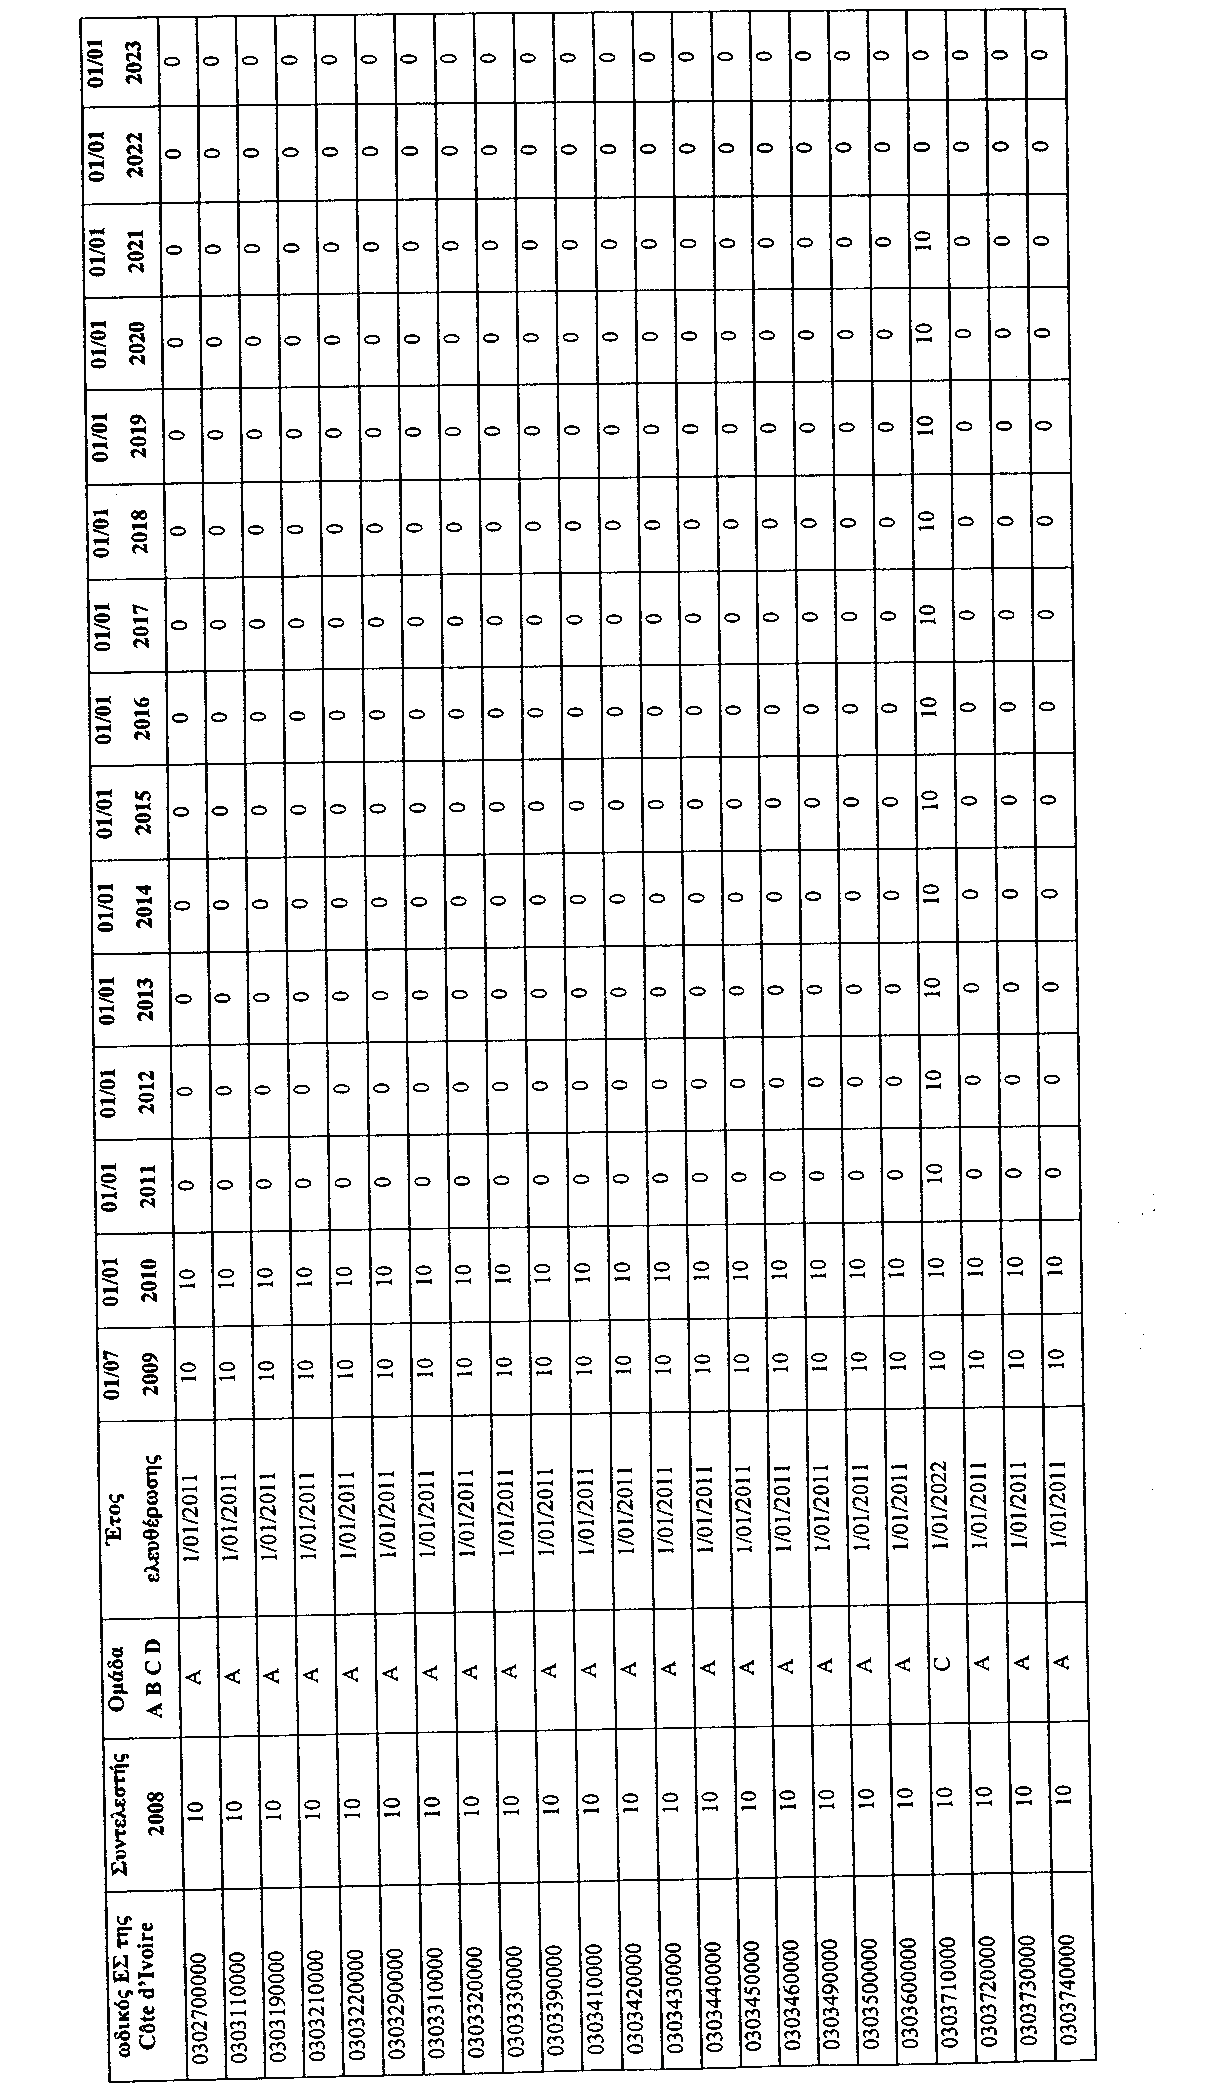 ωδικός ΕΣ της Côte d'Ivoire Συντελεστής 2008 Ομάδα A B C D Έτος ελευθέρωσης 01/07 2009 01/01 2010 01/01 2011 01/01 2012 01/01 2013 01/01 2014 01/01 2015 01/01 2016 01/01 2017 01/01 2018 01/01 2019 01/01 2020 01/01 2021 01/01 2022 01/01 2023
0302700000 10 A 1/01/2011 10 10 0 0 0 0 0 0 0 0 0 0 0 0 0
0303110000 10 A 1/01/2011 10 10 0 0 0 0 0 0 0 0 0 0 0 0 0
0303190000 10 A 1/01/2011 10 10 0 0 0 0 0 0 0 0 0 0 0 0 0
0303210000 10 A 1/01/2011 10 10 0 0 0 0 0 0 0 0 0 0 0 0 0
0303220000 10 A 1/01/2011 10 10 0 0 0 0 0 0 0 0 0 0 0 0 0
0303290000 10 A 1/01/2011 10 10 0 0 0 0 0 0 0 0 0 0 0 0 0
0303310000 10 A 1/01/2011 10 10 0 0 0 0 0 0 0 0 0 0 0 0 0
0303320000 10 A 1/01/2011 10 10 0 0 0 0 0 0 0 0 0 0 0 0 0
0303330000 10 A 1/01/2011 10 10 0 0 0 0 0 0 0 0 0 0 0 0 0
0303390000 10 A 1/01/2011 10 10 0 0 0 0 0 0 0 0 0 0 0 0 0
0303410000 10 A 1/01/2011 10 10 0 0 0 0 0 0 0 0 0 0 0 0 0
0303420000 10 A 1/01/2011 10 10 0 0 0 0 0 0 0 0 0 0 0 0 0
0303430000 10 A 1/01/2011 10 10 0 0 0 0 0 0 0 0 0 0 0 0 0
0303440000 10 A 1/01/2011 10 10 0 0 0 0 0 0 0 0 0 0 0 0 0
0303450000 10 A 1/01/2011 10 10 0 0 0 0 0 0 0 0 0 0 0 0 0
0303460000 10 A 1/01/2011 10 10 0 0 0 0 0 0 0 0 0 0 0 0 0
0303490000 10 A 1/01/2011 10 10 0 0 0 0 0 0 0 0 0 0 0 0 0
0303500000 10 A 1/01/2011 10 10 0 0 0 0 0 0 0 0 0 0 0 0 0
0303600000 10 A 1/01/2011 10 10 0 0 0 0 0 0 0 0 0 0 0 0 0
0303710000 10 C 1/01/2022 10 10 10 10 10 10 10 10 10 10 10 10 10 0 0
0303720000 10 A 1/01/2011 10 10 0 0 0 0 0 0 0 0 0 0 0 0 0
0303730000 10 A 1/01/2011 10 10 0 0 0 0 0 0 0 0 0 0 0 0 0
0303740000 10 A 1/01/2011 10 10 0 0 0 0 0 0 0 0 0 0 0 0 0